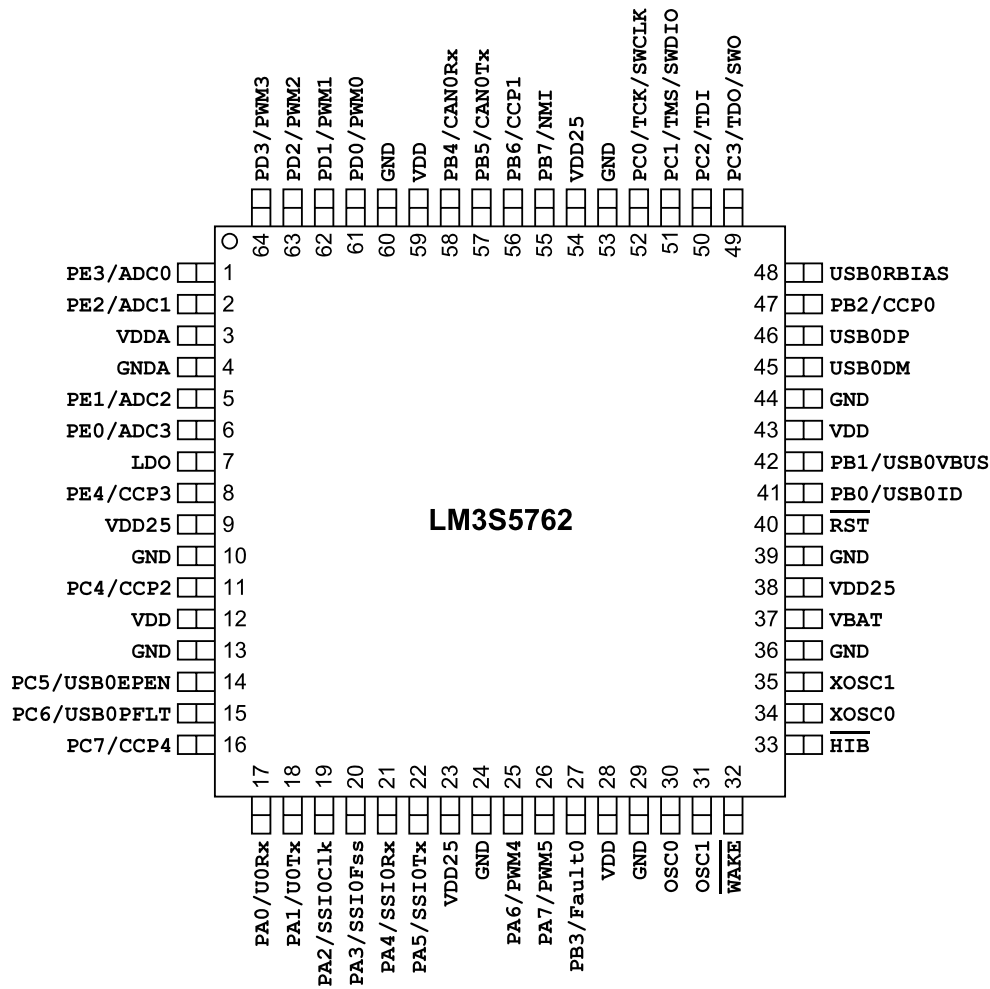 PD3/PWM3
PD2/PWM2
PD1/PWM1
PD0/PWM0
GND
VDD
PB4/CAN0Rx
PB5/CAN0Tx
PB6/CCP1
PB7/NMI
VDD25
GND
PC0/TCK/SWCLK
PC1/TMS/SWDIO
PC2/TDI
PC3/TDO/SWO
64 63 62 61 60 59 58 57 56 55 54 53 52 51 50 49
PE3/ADC0 1 48 USB0RBIAS
PE2/ADC1 2 47 PB2/CCP0
VDDA 3 46 USB0DP
GNDA 4 45 USB0DM
PE1/ADC2 5 44 GND
PE0/ADC3 6 43 VDD
LDO 7 42 PB1/USB0VBUS
PE4/CCP3 8 41 PB0/USB0ID
LM3S5762
VDD25 9 40 RST
GND 10 39 GND
PC4/CCP2 11 38 VDD25
VDD 12 37 VBAT
GND 13 36 GND
PC5/USB0EPEN 14 35 XOSC1
PC6/USB0PFLT 15 34 XOSC0
PC7/CCP4 16 33 HIB
17 18 19 20 21 22 23 24 25 26 27 28 29 30 31 32
PA0/U0Rx
PA1/U0Tx
PA2/SSI0Clk
PA3/SSI0Fss
PA4/SSI0Rx
PA5/SSI0Tx
VDD25
GND
PA6/PWM4
PA7/PWM5
PB3/Fault0
VDD
GND
OSC0
OSC1
WAKE